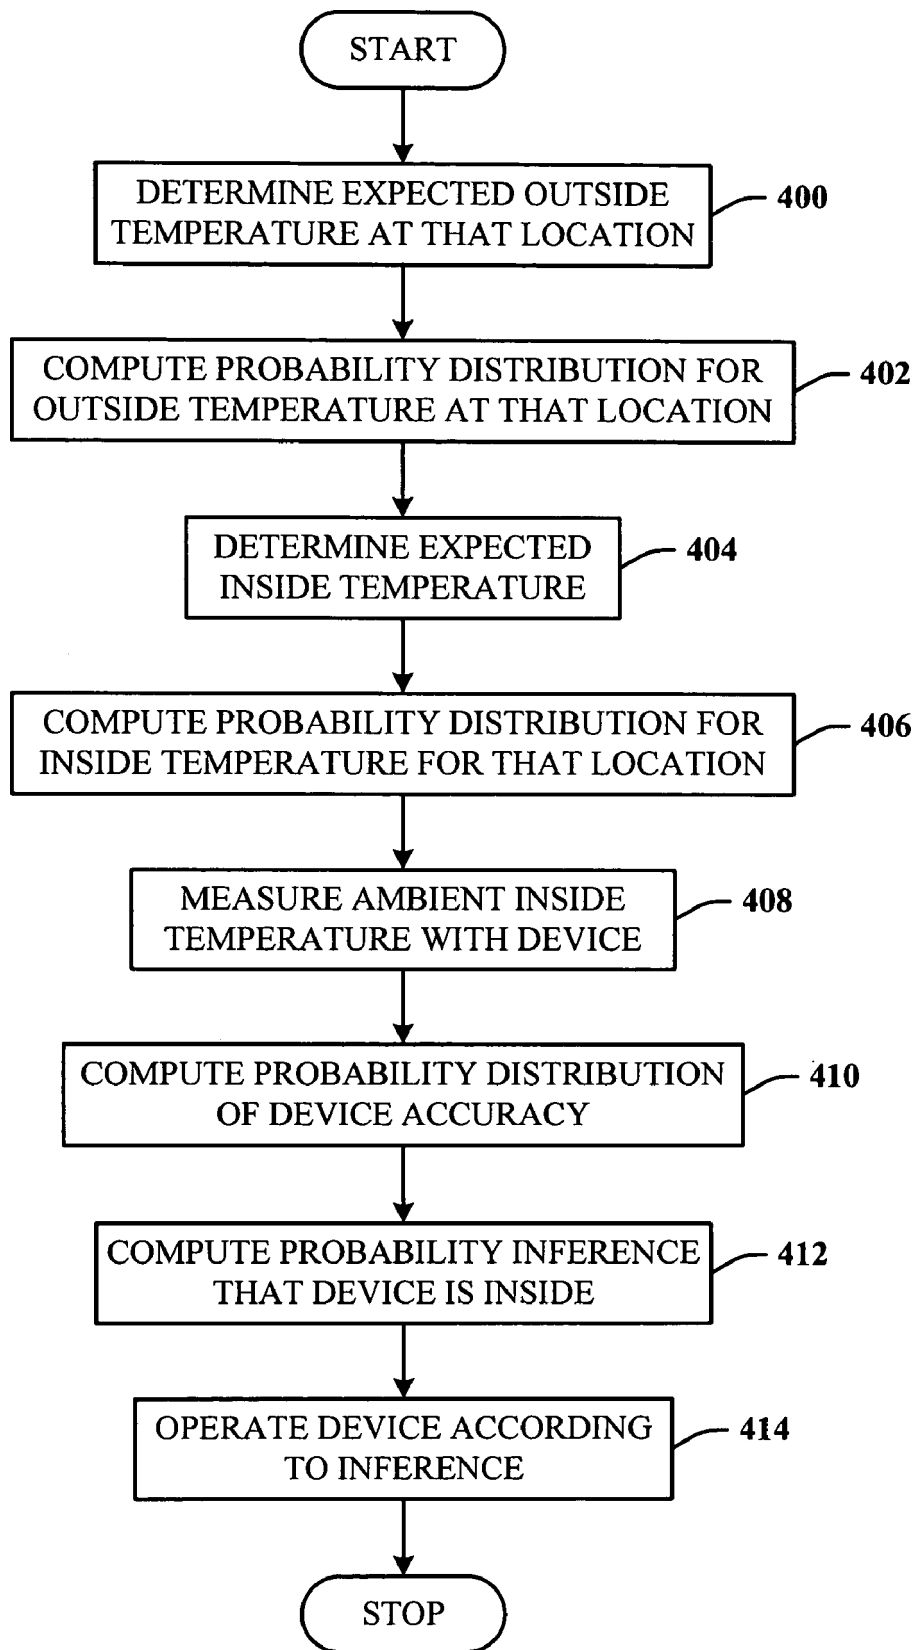 START
DETERMINE EXPECTED OUTSIDE
TEMPERATURE AT THAT LOCATION
400
COMPUTE PROBABILITY DISTRIBUTION FOR
OUTSIDE TEMPERATURE AT THAT LOCATION
402
DETERMINE EXPECTED
INSIDE TEMPERATURE
404
COMPUTE PROBABILITY DISTRIBUTION FOR
INSIDE TEMPERATURE FOR THAT LOCATION
406
MEASURE AMBIENT INSIDE
TEMPERATURE WITH DEVICE
408
COMPUTE PROBABILITY DISTRIBUTION
OF DEVICE ACCURACY
410
COMPUTE PROBABILITY INFERENCE
THAT DEVICE IS INSIDE
412
OPERATE DEVICE ACCORDING
TO INFERENCE
414
STOP